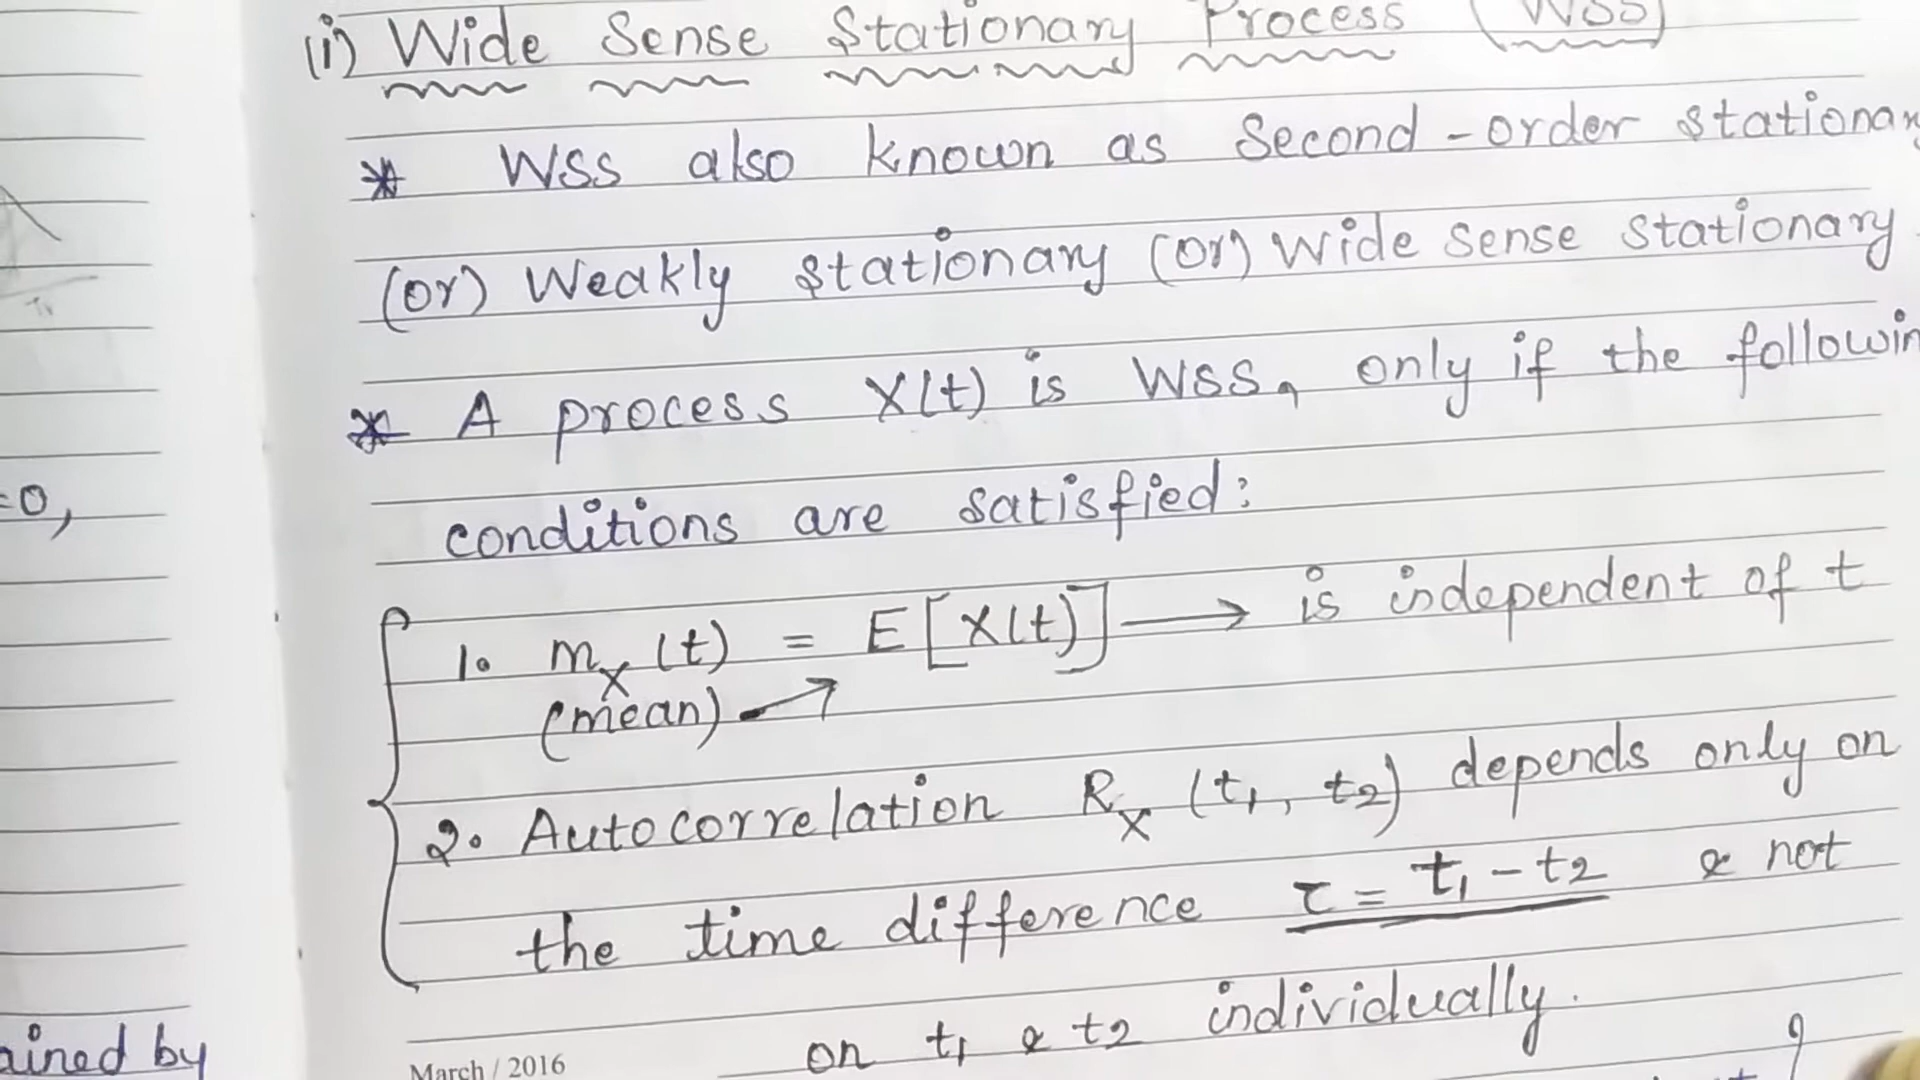 (i) Wide Sense Stationary Process (WSS)
* WSS also known as Second-order stationary
(or) Weakly stationary (or) Wide Sense Stationary.
* A process X(t) is WSS, only if the followin
conditions are satisfied:
1. mX(t) = E[X(t)] → is independent of t
(mean) →
2. Autocorrelation RX(t1, t2) depends only on
the time difference τ = t1 - t2 & not
on t1 & t2 individually.
March / 2016
=0,
ained by